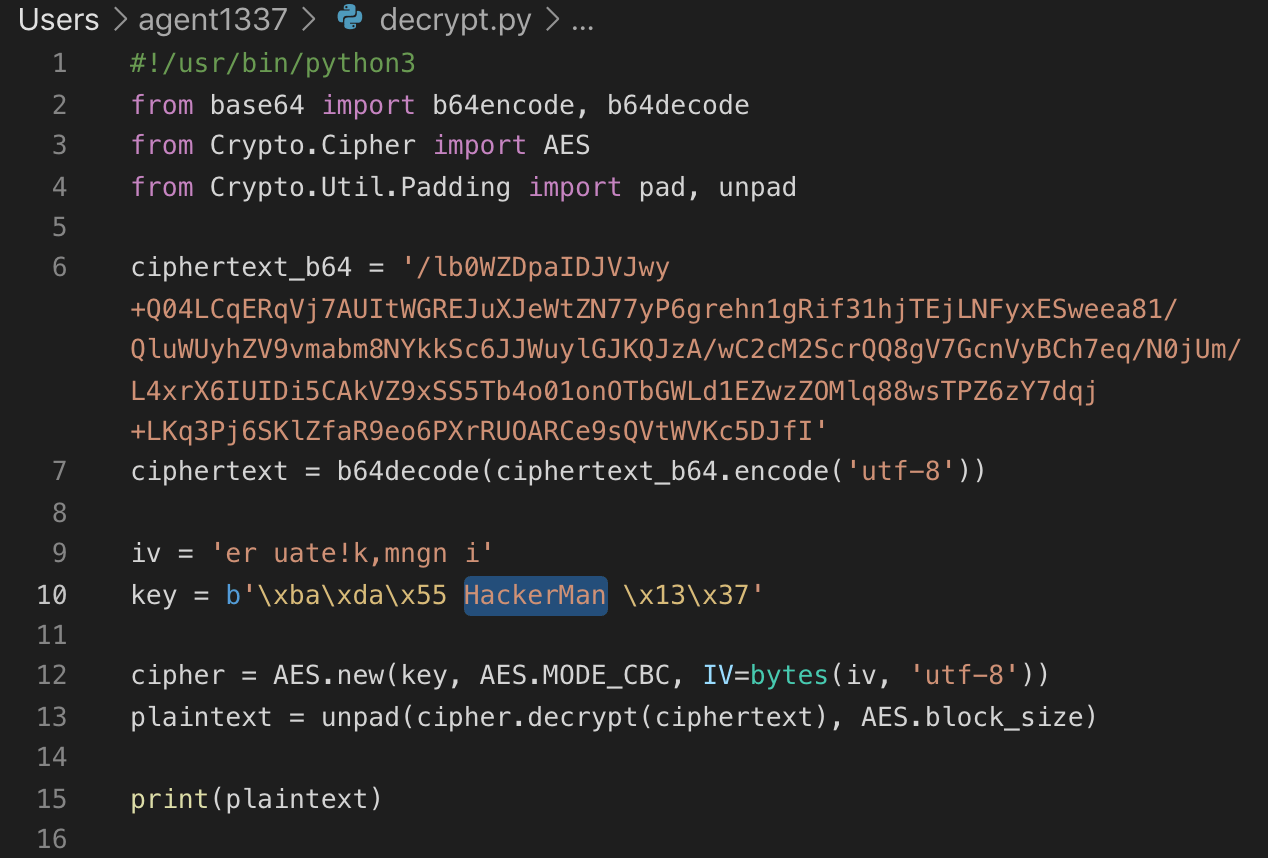 Users > agent1337 > decrypt.py > ...
1 #!/usr/bin/python3
2 from base64 import b64encode, b64decode
3 from Crypto.Cipher import AES
4 from Crypto.Util.Padding import pad, unpad
5
6 ciphertext_b64 = '/lb0WZDpaIDJVJwy
+Q04LCqERqVj7AUItWGREJuXJeWtZN77yP6grehn1gRif31hjTEjLNFyxESweea81/
QluWUyhZV9vmabm8NYkkSc6JJWuylGJKQJzA/wC2cM2ScrQQ8gV7GcnVyBCh7eq/N0jUm/
L4xrX6IUIDi5CAkVZ9xSS5Tb4o01onOTbGWLd1EZwzZOMlq88wsTPZ6zY7dqj
+LKq3Pj6SKlZfaR9eo6PXrRUOARCe9sQVtWVKc5DJfI'
7 ciphertext = b64decode(ciphertext_b64.encode('utf-8'))
8
9 iv = 'er uate!k,mngn i'
10 key = b'\xba\xda\x55 HackerMan \x13\x37'
11
12 cipher = AES.new(key, AES.MODE_CBC, IV=bytes(iv, 'utf-8'))
13 plaintext = unpad(cipher.decrypt(ciphertext), AES.block_size)
14
15 print(plaintext)
16